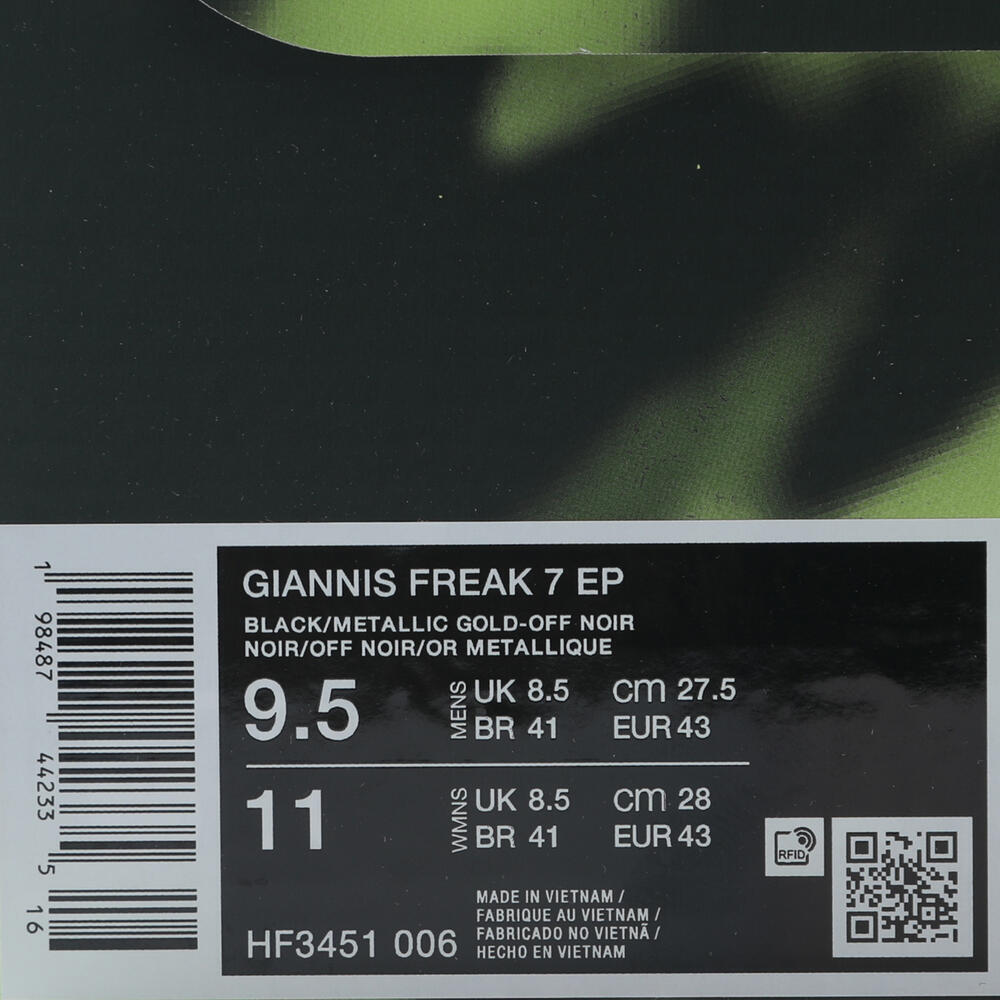 GIANNIS FREAK 7 EP
BLACK/METALLIC GOLD-OFF NOIR
NOIR/OFF NOIR/OR METALLIQUE
9.5 MENS UK 8.5 cm 27.5
BR 41 EUR 43
11 WMNS UK 8.5 cm 28
BR 41 EUR 43
RFID
MADE IN VIETNAM /
FABRIQUE AU VIETNAM /
FABRICADO NO VIETNÃ /
HECHO EN VIETNAM
HF3451 006
1 98487 44233 5 16